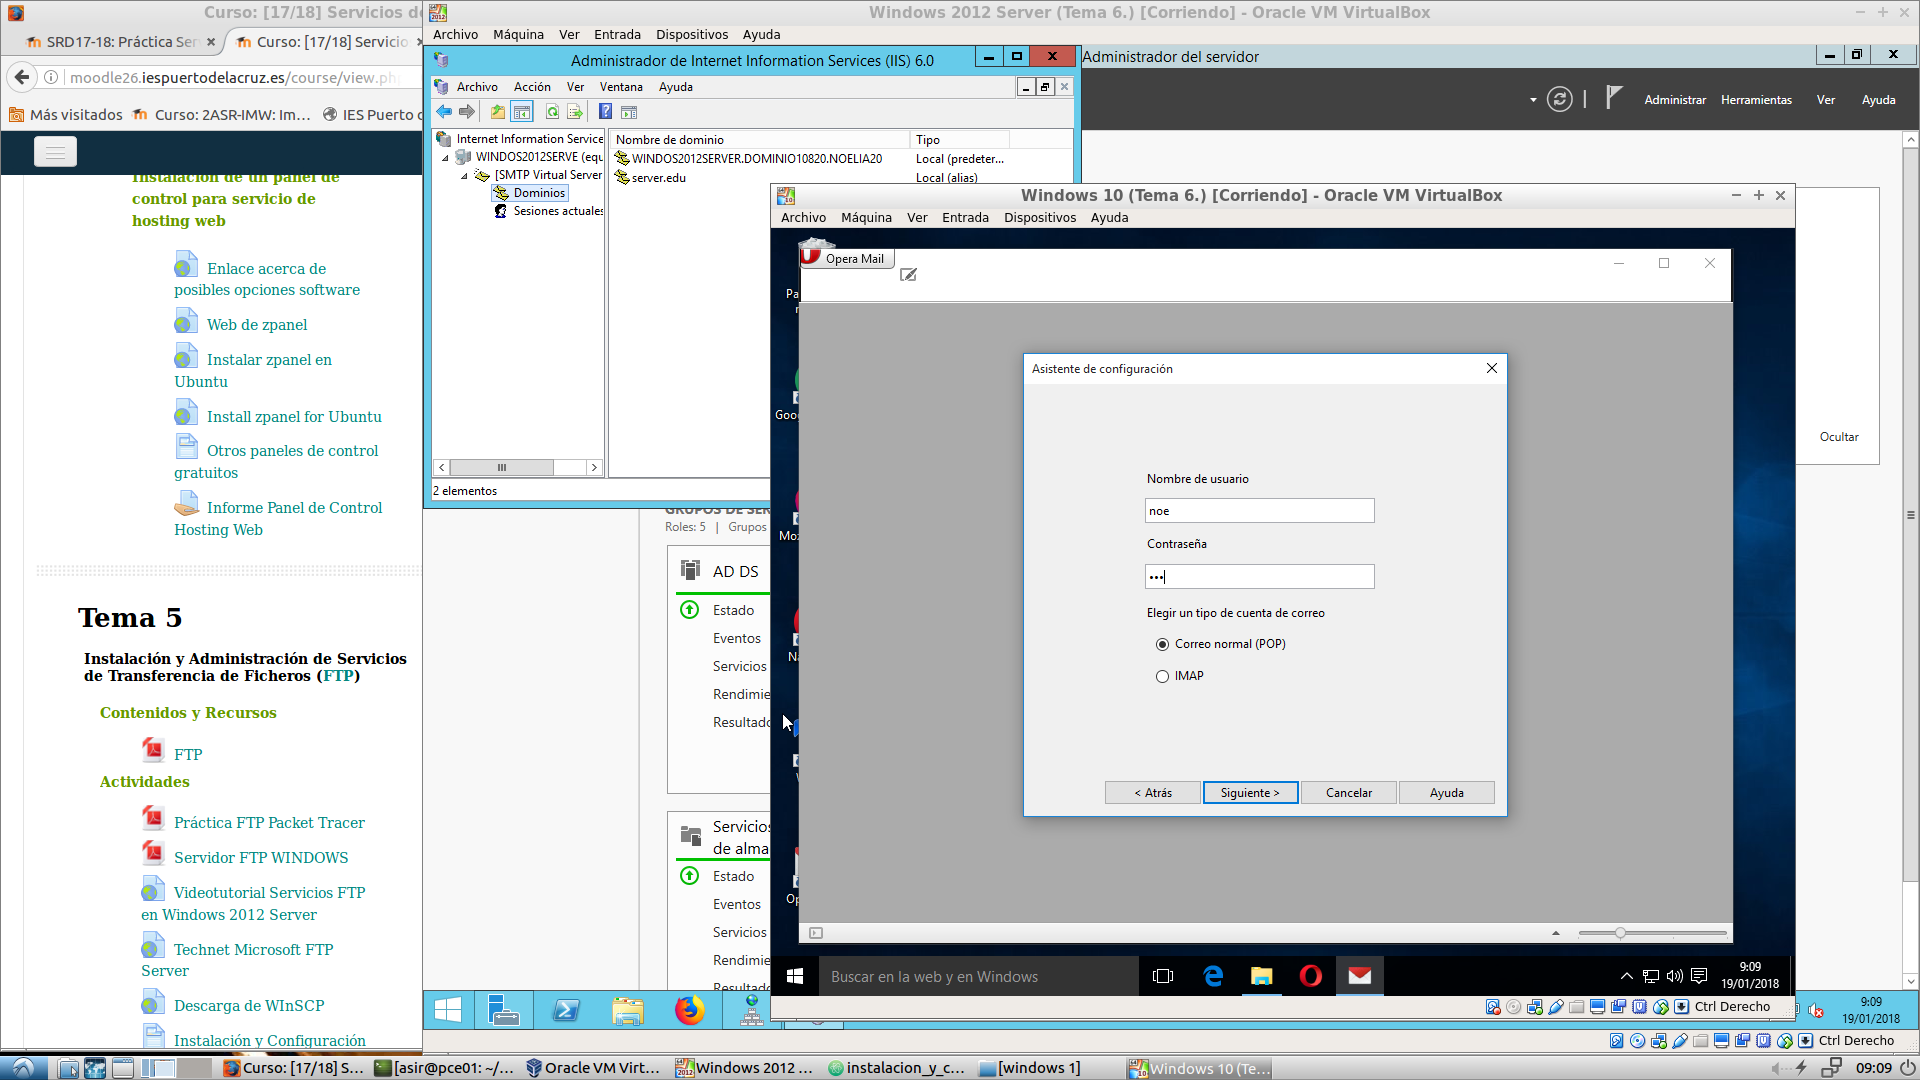 Curso: [17/18] Servicios de
SRD17-18: Práctica Ser
Curso: [17/18] Servicio
moodle26.iespuertodelacruz.es/course/view.ph
Más visitados
Curso: 2ASR-IMW: Im...
IES Puerto
Instalación de un panel de
control para servicio de
hosting web
Enlace acerca de
posibles opciones software
Web de zpanel
Instalar zpanel en
Ubuntu
Install zpanel for Ubuntu
Otros paneles de control
gratuitos
Informe Panel de Control
Hosting Web
Tema 5
Instalación y Administración de Servicios
de Transferencia de Ficheros (FTP)
Contenidos y Recursos
FTP
Actividades
Práctica FTP Packet Tracer
Servidor FTP WINDOWS
Videotutorial Servicios FTP
en Windows 2012 Server
Technet Microsoft FTP
Server
Descarga de WInSCP
Instalación y Configuración
Windows 2012 Server (Tema 6.) [Corriendo] - Oracle VM VirtualBox
Archivo Máquina Ver Entrada Dispositivos Ayuda
Administrador de Internet Information Services (IIS) 6.0
Archivo Acción Ver Ventana Ayuda
Internet Information Service
WINDOS2012SERVE (equ
[SMTP Virtual Server
Dominios
Sesiones actuales
Nombre de dominio Tipo
WINDOS2012SERVER.DOMINIO10820.NOELIA20 Local (predeter...
server.edu Local (alias)
2 elementos
Administrador del servidor
Administrar Herramientas Ver Ayuda
Ocultar
GRUPOS DE SER
Roles: 5 | Grupos
AD DS
Estado
Eventos
Servicios
Rendimie
Resultado
Servicios
de alma
Estado
Eventos
Servicios
Rendimie
Resultado
Windows 10 (Tema 6.) [Corriendo] - Oracle VM VirtualBox
Archivo Máquina Ver Entrada Dispositivos Ayuda
Opera Mail
Pa
Goo
Moz
Na
Op
Asistente de configuración
Nombre de usuario
noe
Contraseña
•••
Elegir un tipo de cuenta de correo
Correo normal (POP)
IMAP
< Atrás
Siguiente >
Cancelar
Ayuda
Buscar en la web y en Windows
9:09
19/01/2018
Ctrl Derecho
9:09
19/01/2018
Ctrl Derecho
Curso: [17/18] S...
[asir@pce01: ~/...
Oracle VM Virt...
Windows 2012 ...
instalacion_y_c...
[windows 1]
Windows 10 (Te...
09:09